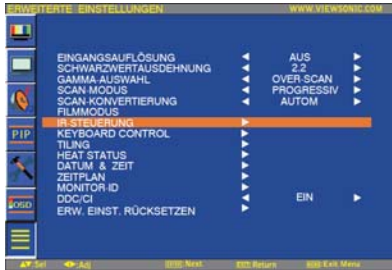 ERWEITERTE EINSTELLUNGEN WWW.VIEWSONIC.COM
EINGANGSAUFLÖSUNG
SCHWARZWERTAUSDEHNUNG AUS
GAMMA-AUSWAHL 2.2
SCAN-MODUS OVER-SCAN
SCAN-KONVERTIERUNG PROGRESSIV
FILMMODUS AUTOM
IR-STEUERUNG
KEYBOARD CONTROL
TILING
HEAT STATUS
DATUM & ZEIT
ZEITPLAN
MONITOR-ID
DDC/CI EIN
ERW. EINST. RÜCKSETZEN
PIP
OSD
Sel Adj Next Return Exit Menu